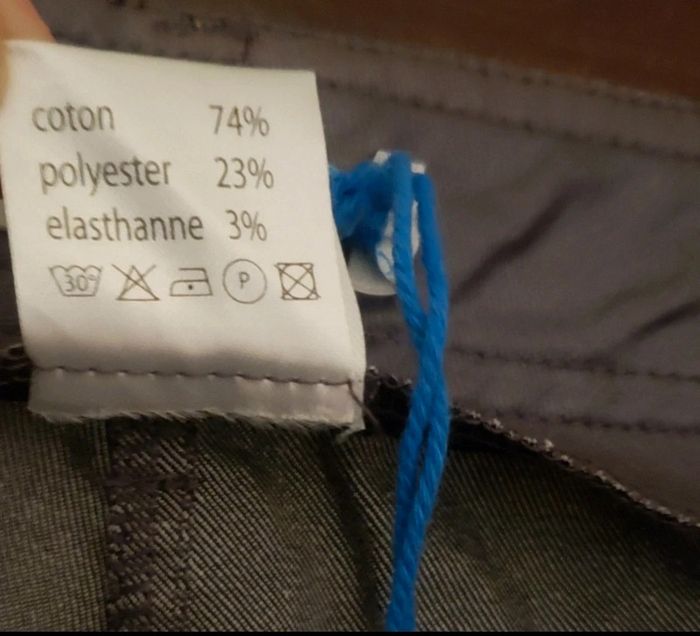 coton 74%
polyester 23%
elasthanne 3%
30° P